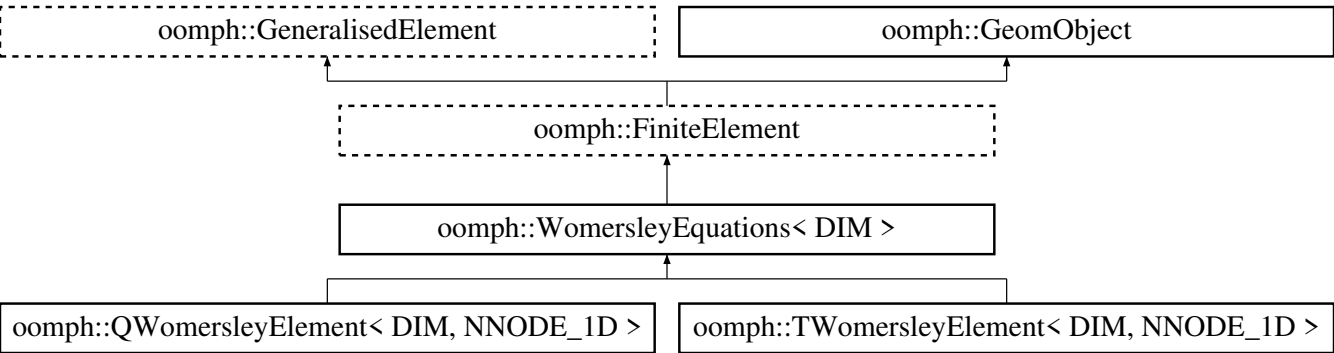 oomph::GeneralisedElement
oomph::GeomObject
oomph::FiniteElement
oomph::WomersleyEquations< DIM >
oomph::QWomersleyElement< DIM, NNODE_1D >
oomph::TWomersleyElement< DIM, NNODE_1D >